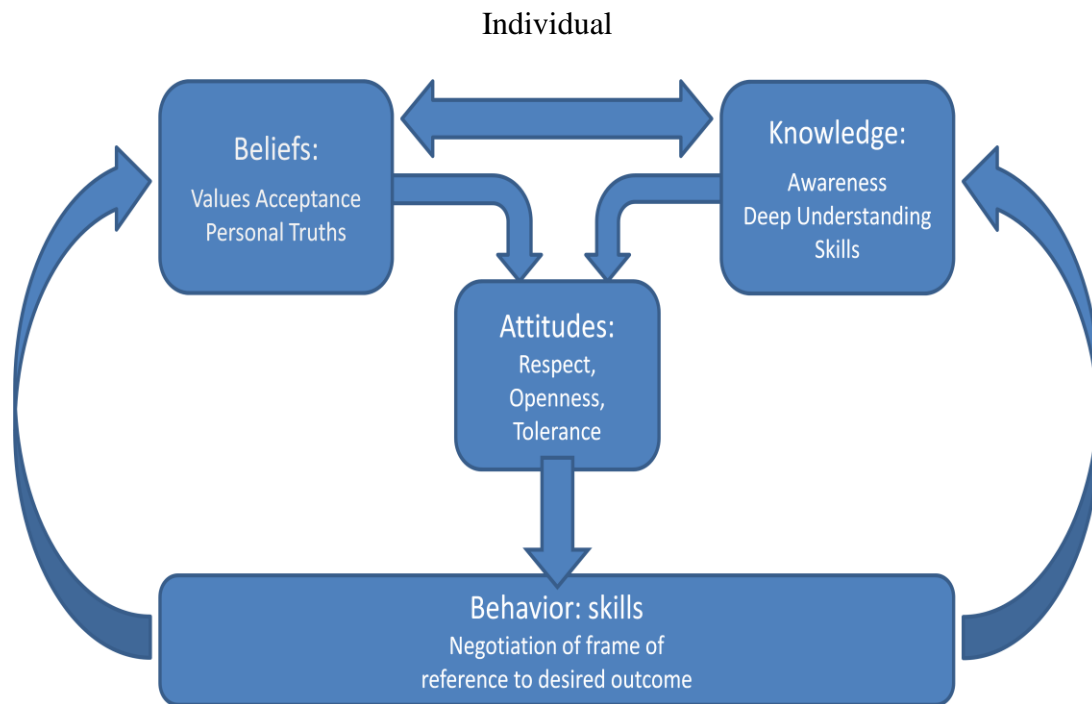 Individual
Beliefs:
Values Acceptance
Personal Truths
Knowledge:
Awareness
Deep Understanding
Skills
Attitudes:
Respect,
Openness,
Tolerance
Behavior: skills
Negotiation of frame of
reference to desired outcome